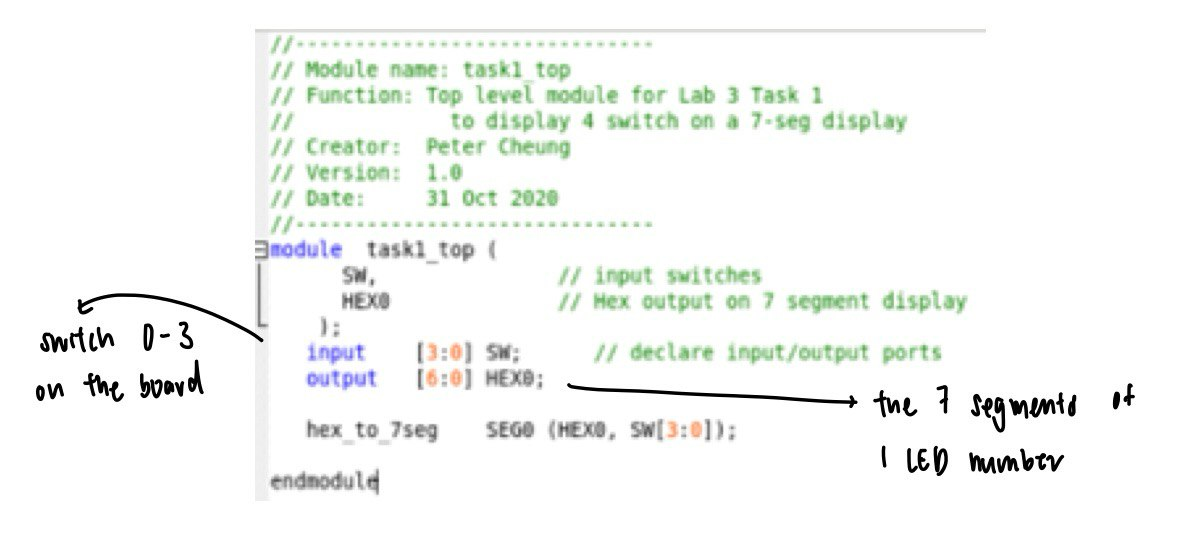 //------------------------------
// Module name: task1_top
// Function: Top level module for Lab 3 Task 1
//             to display 4 switch on a 7-seg display
// Creator:  Peter Cheung
// Version:  1.0
// Date:     31 Oct 2020
//------------------------------
module  task1_top (
      SW,               // input switches
      HEX0              // Hex output on 7 segment display
    );
   input    [3:0] SW;      // declare input/output ports
   output   [6:0] HEX0;
   hex_to_7seg    SEG0 (HEX0, SW[3:0]);
endmodule
switch 0-3
on the board
the 7 segments of
1 LED number